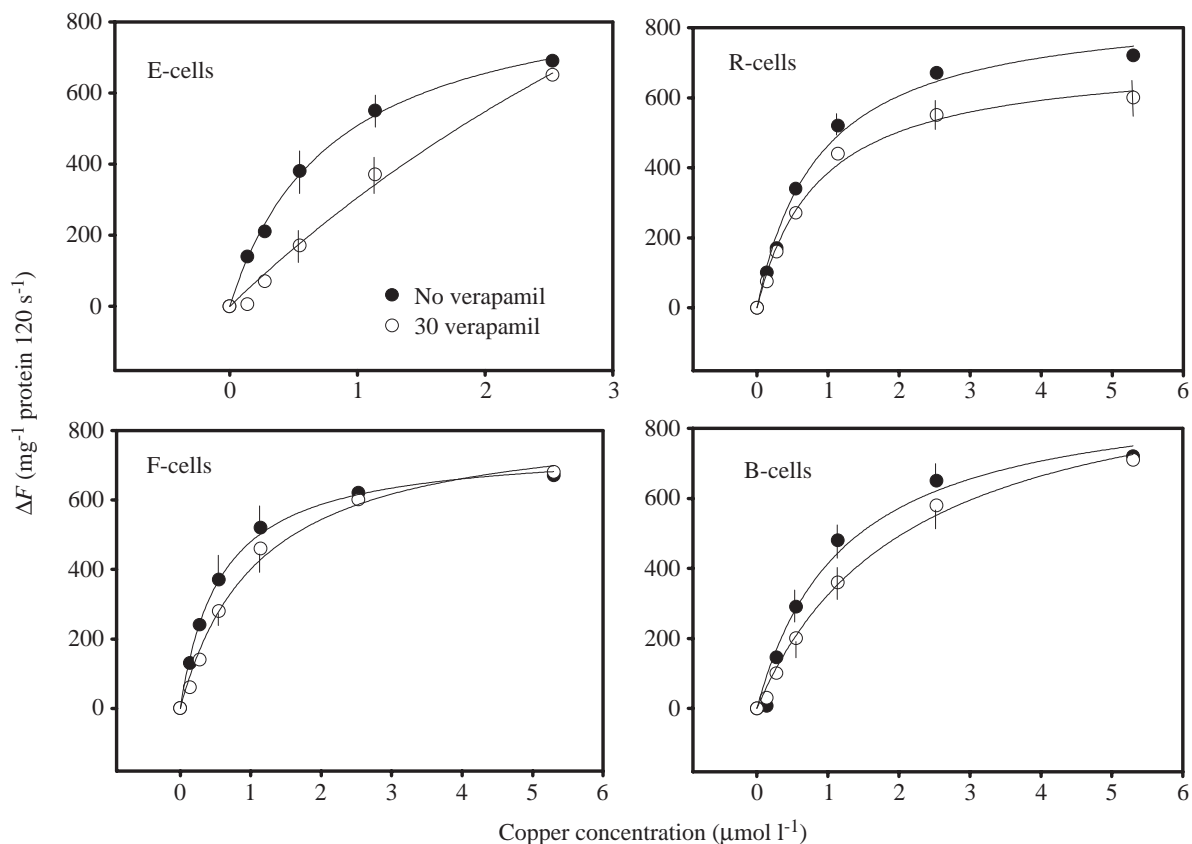 800
600
400
200
0
E-cells
No verapamil
30 verapamil
0 1 2 3
800
600
400
200
0
R-cells
0 1 2 3 4 5 6
800
600
400
200
0
F-cells
0 1 2 3 4 5 6
800
600
400
200
0
B-cells
0 1 2 3 4 5 6
ΔF (mg⁻¹ protein 120 s⁻¹)
Copper concentration (μmol l⁻¹)